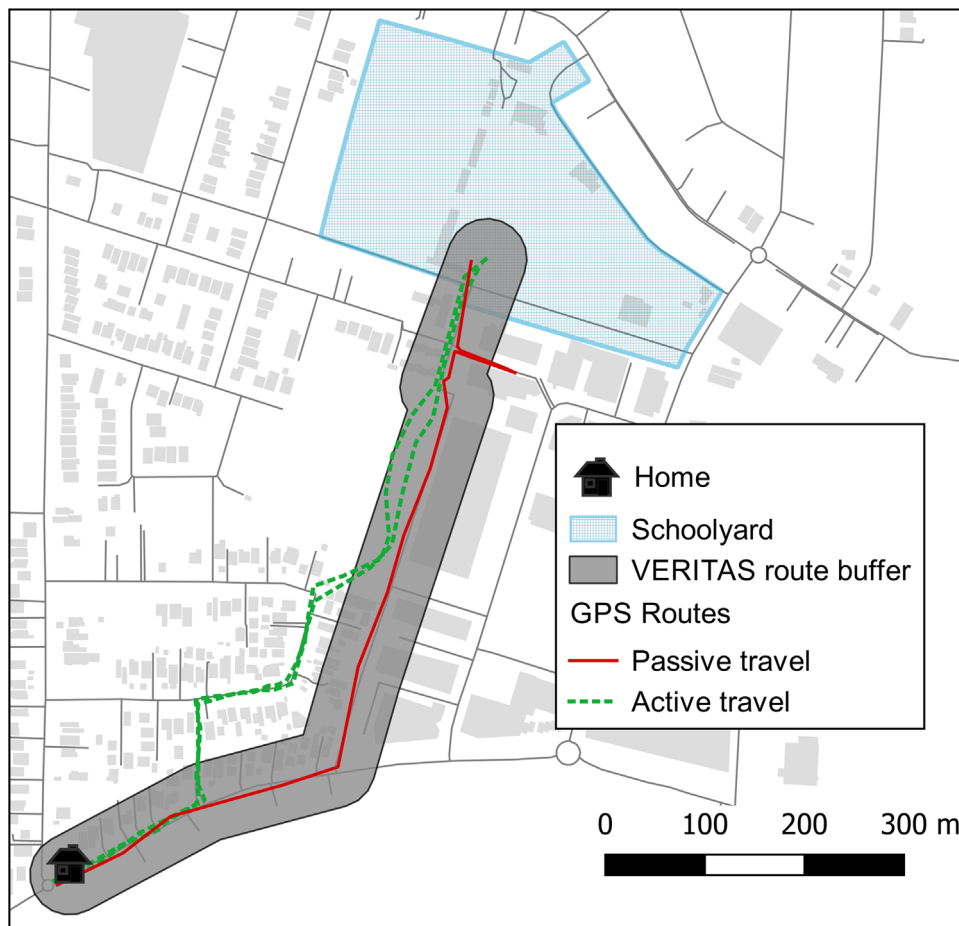 Home
Schoolyard
VERITAS route buffer
GPS Routes
Passive travel
Active travel
0 100 200 300 m